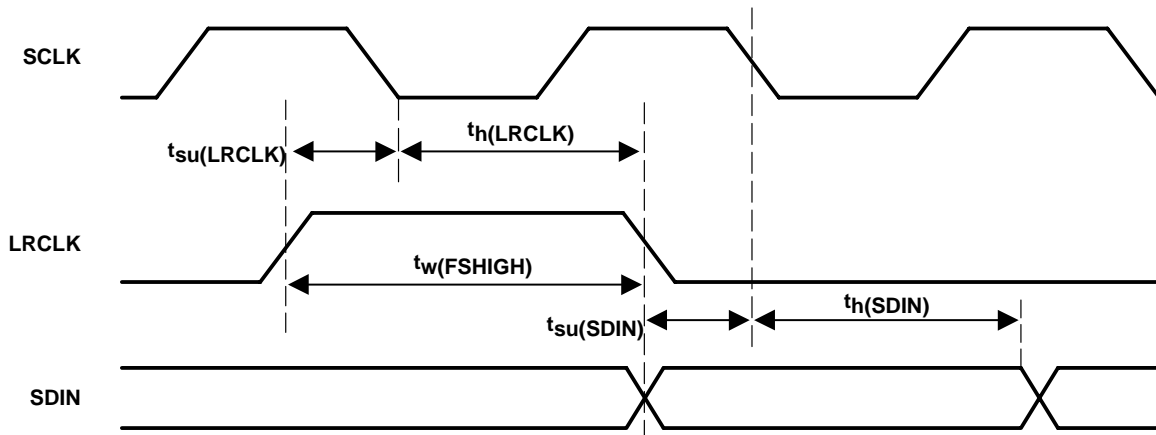 SCLK
tsu(LRCLK)
th(LRCLK)
LRCLK
tw(FSHIGH)
tsu(SDIN)
th(SDIN)
SDIN